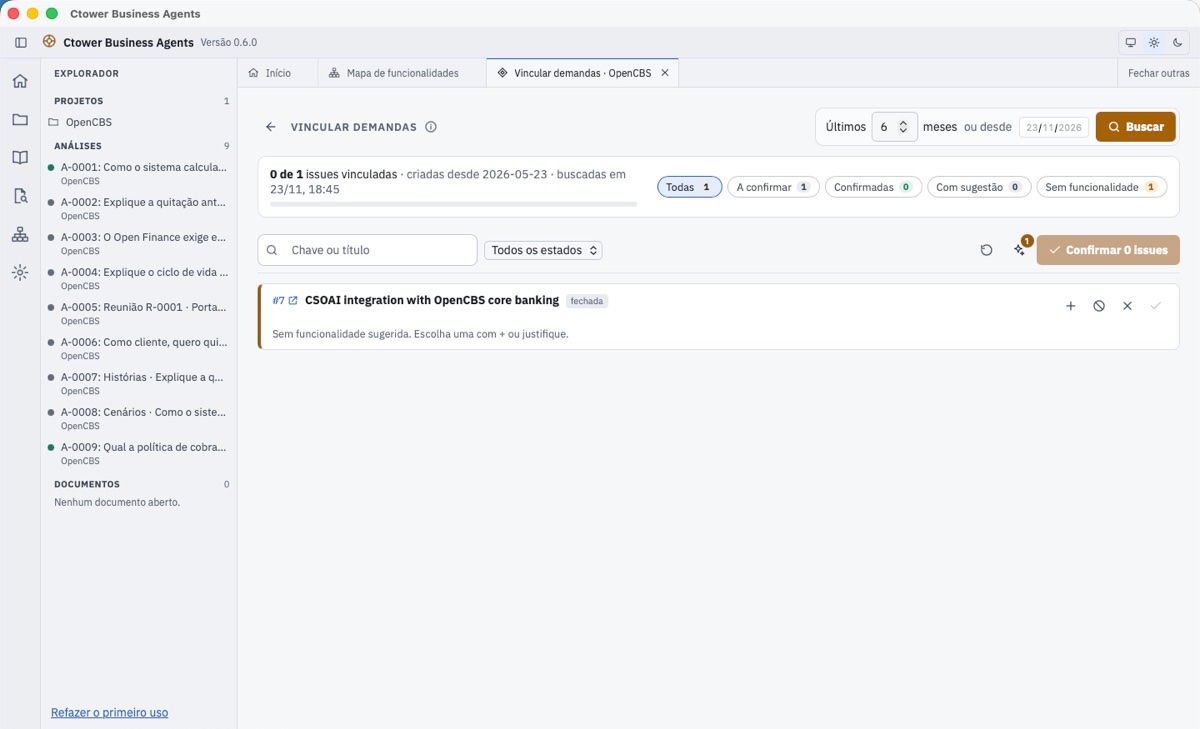 Ctower Business Agents
Ctower Business Agents Versão 0.6.0
EXPLORADOR
PROJETOS 1
OpenCBS
ANÁLISES 9
A-0001: Como o sistema calcula...
OpenCBS
A-0002: Explique a quitação ant...
OpenCBS
A-0003: O Open Finance exige e...
OpenCBS
A-0004: Explique o ciclo de vida ...
OpenCBS
A-0005: Reunião R-0001 · Porta...
OpenCBS
A-0006: Como cliente, quero qui...
OpenCBS
A-0007: Histórias · Explique a q...
OpenCBS
A-0008: Cenários · Como o siste...
OpenCBS
A-0009: Qual a política de cobra...
OpenCBS
DOCUMENTOS 0
Nenhum documento aberto.
Refazer o primeiro uso
Início
Mapa de funcionalidades
Vincular demandas · OpenCBS
Fechar outras
VINCULAR DEMANDAS
Últimos 6 meses ou desde 23/11/2026 Buscar
0 de 1 issues vinculadas · criadas desde 2026-05-23 · buscadas em
23/11, 18:45
Todas 1
A confirmar 1
Confirmadas 0
Com sugestão 0
Sem funcionalidade 1
Chave ou título
Todos os estados
1
Confirmar 0 issues
#7 CSOAI integration with OpenCBS core banking fechada
Sem funcionalidade sugerida. Escolha uma com + ou justifique.